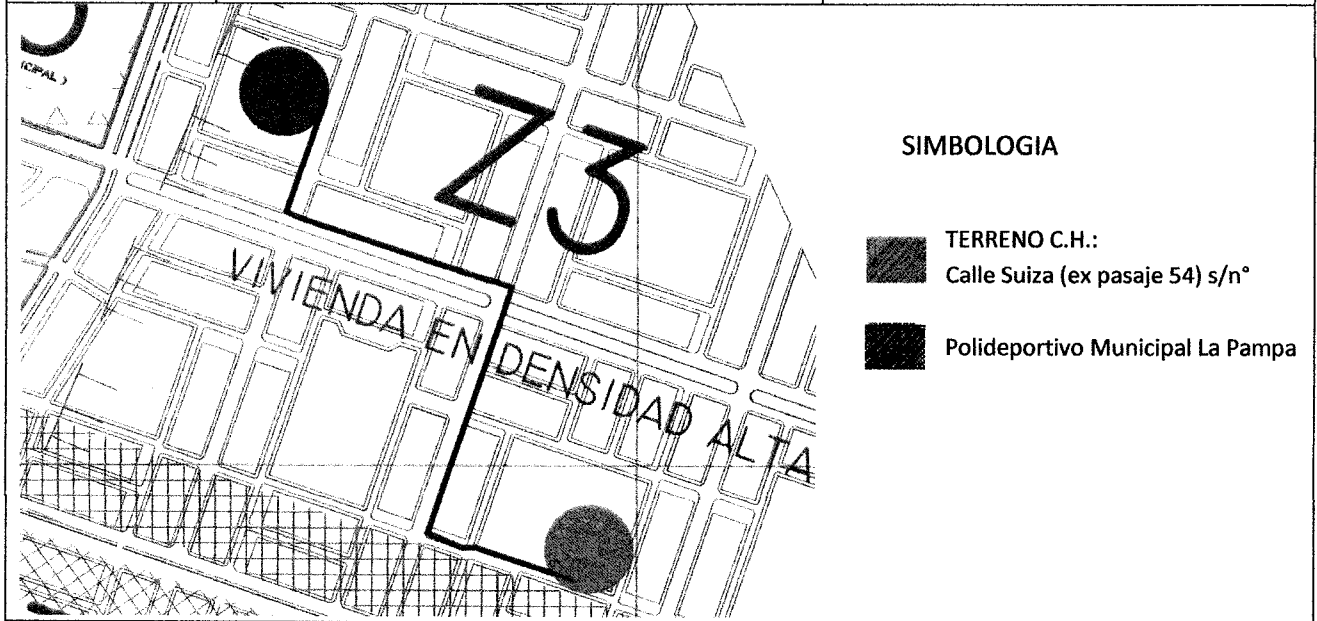 Z3
VIVIENDA EN DENSIDAD ALTA
SIMBOLOGIA
TERRENO C.H.:
Calle Suiza (ex pasaje 54) s/n°
Polideportivo Municipal La Pampa